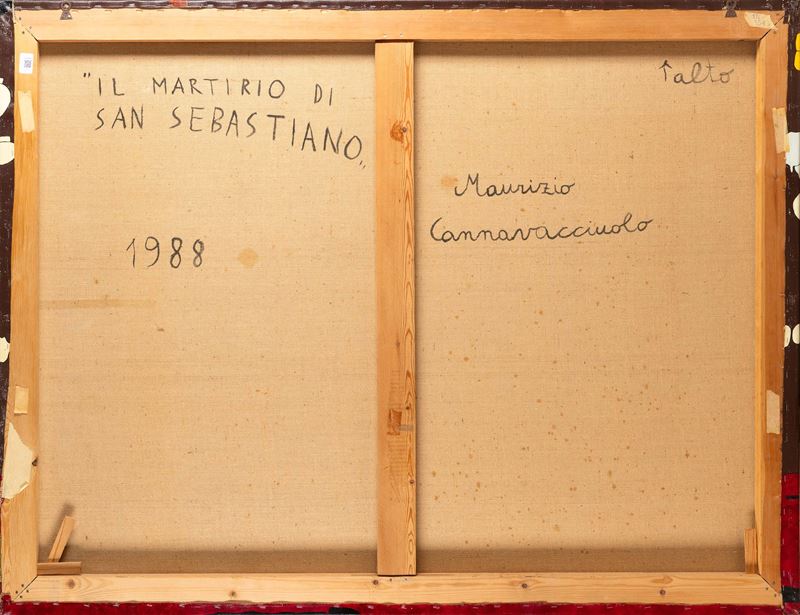 "IL MARTIRIO DI
SAN SEBASTIANO„
1988
↑alto
Maurizio
Cannavacciuolo